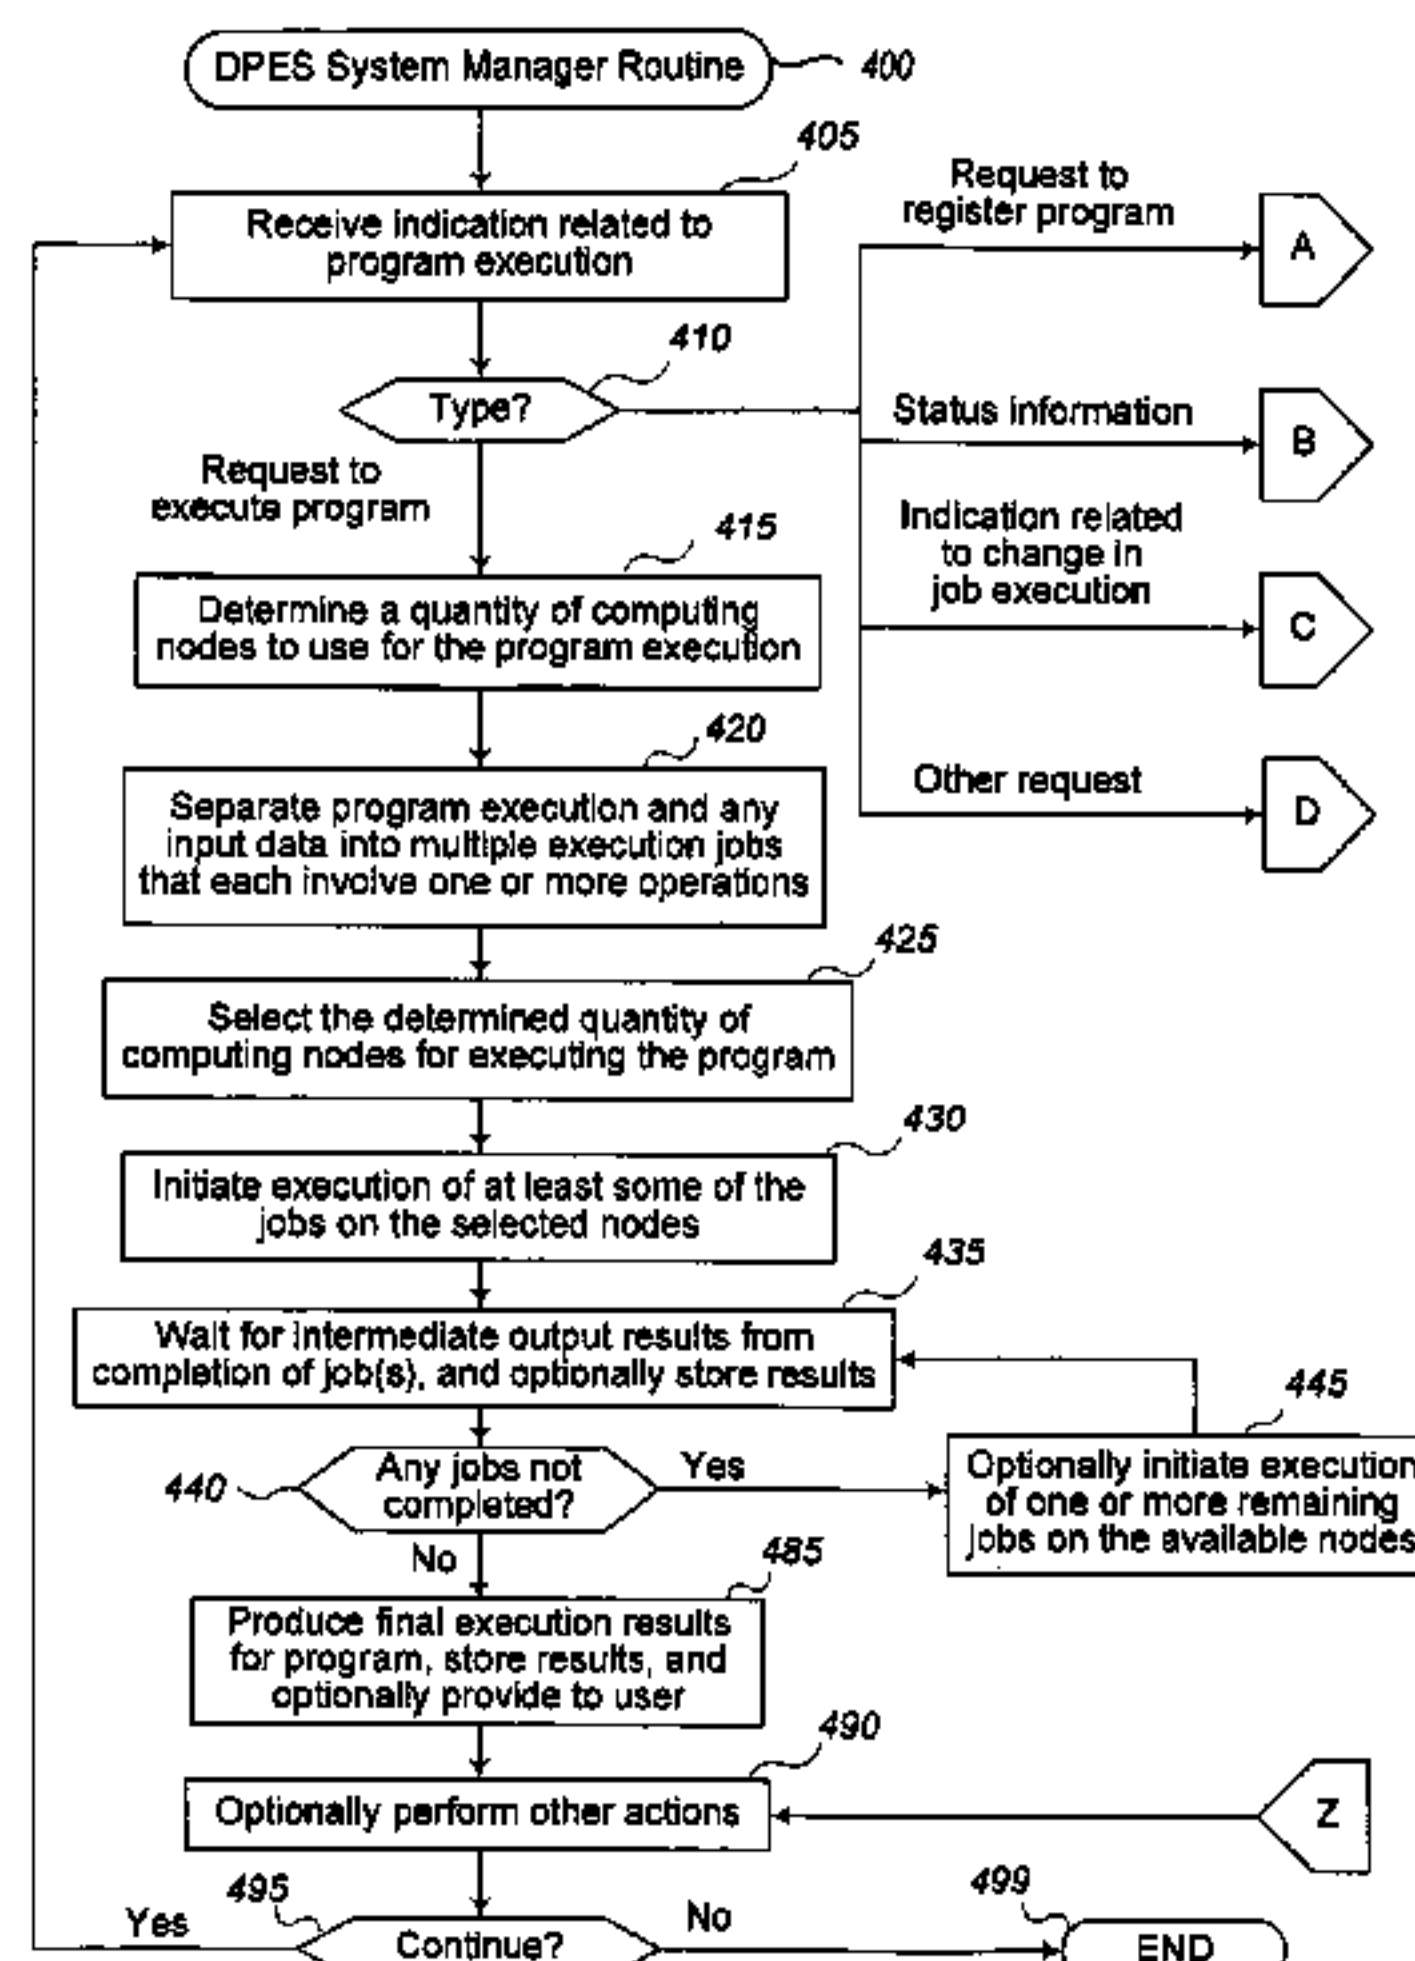 DPES System Manager Routine
400
405
Receive indication related to
program execution
410
Type?
Request to
register program
A
Status information
B
Indication related
to change in
job execution
C
Other request
D
Request to
execute program
415
Determine a quantity of computing
nodes to use for the program execution
420
Separate program execution and any
input data into multiple execution jobs
that each involve one or more operations
425
Select the determined quantity of
computing nodes for executing the program
430
Initiate execution of at least some of the
jobs on the selected nodes
435
Wait for intermediate output results from
completion of job(s), and optionally store results
440
Any jobs not
completed?
Yes
445
Optionally initiate execution
of one or more remaining
jobs on the available nodes
No
485
Produce final execution results
for program, store results, and
optionally provide to user
490
Optionally perform other actions
Z
495
Continue?
Yes
No
499
END